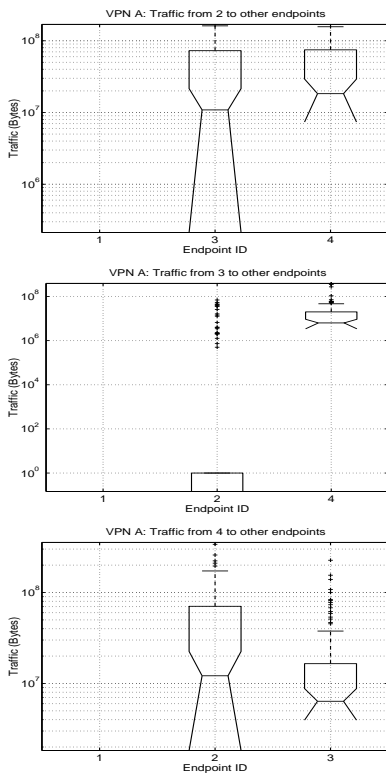 VPN A: Traffic from 2 to other endpoints
10^8
10^7
10^6
Traffic (Bytes)
1 3 4
Endpoint ID
VPN A: Traffic from 3 to other endpoints
10^8
10^6
10^4
10^2
10^0
Traffic (Bytes)
1 2 4
Endpoint ID
VPN A: Traffic from 4 to other endpoints
10^8
10^7
Traffic (Bytes)
1 2 3
Endpoint ID